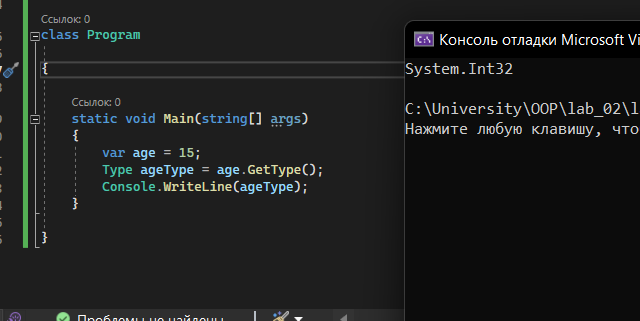 Ссылок: 0
class Program
{
Ссылок: 0
static void Main(string[] args)
{
var age = 15;
Type ageType = age.GetType();
Console.WriteLine(ageType);
}
}
Проблемы не найдены
Консоль отладки Microsoft Vi
System.Int32
C:\University\OOP\lab_02\l
Нажмите любую клавишу, что